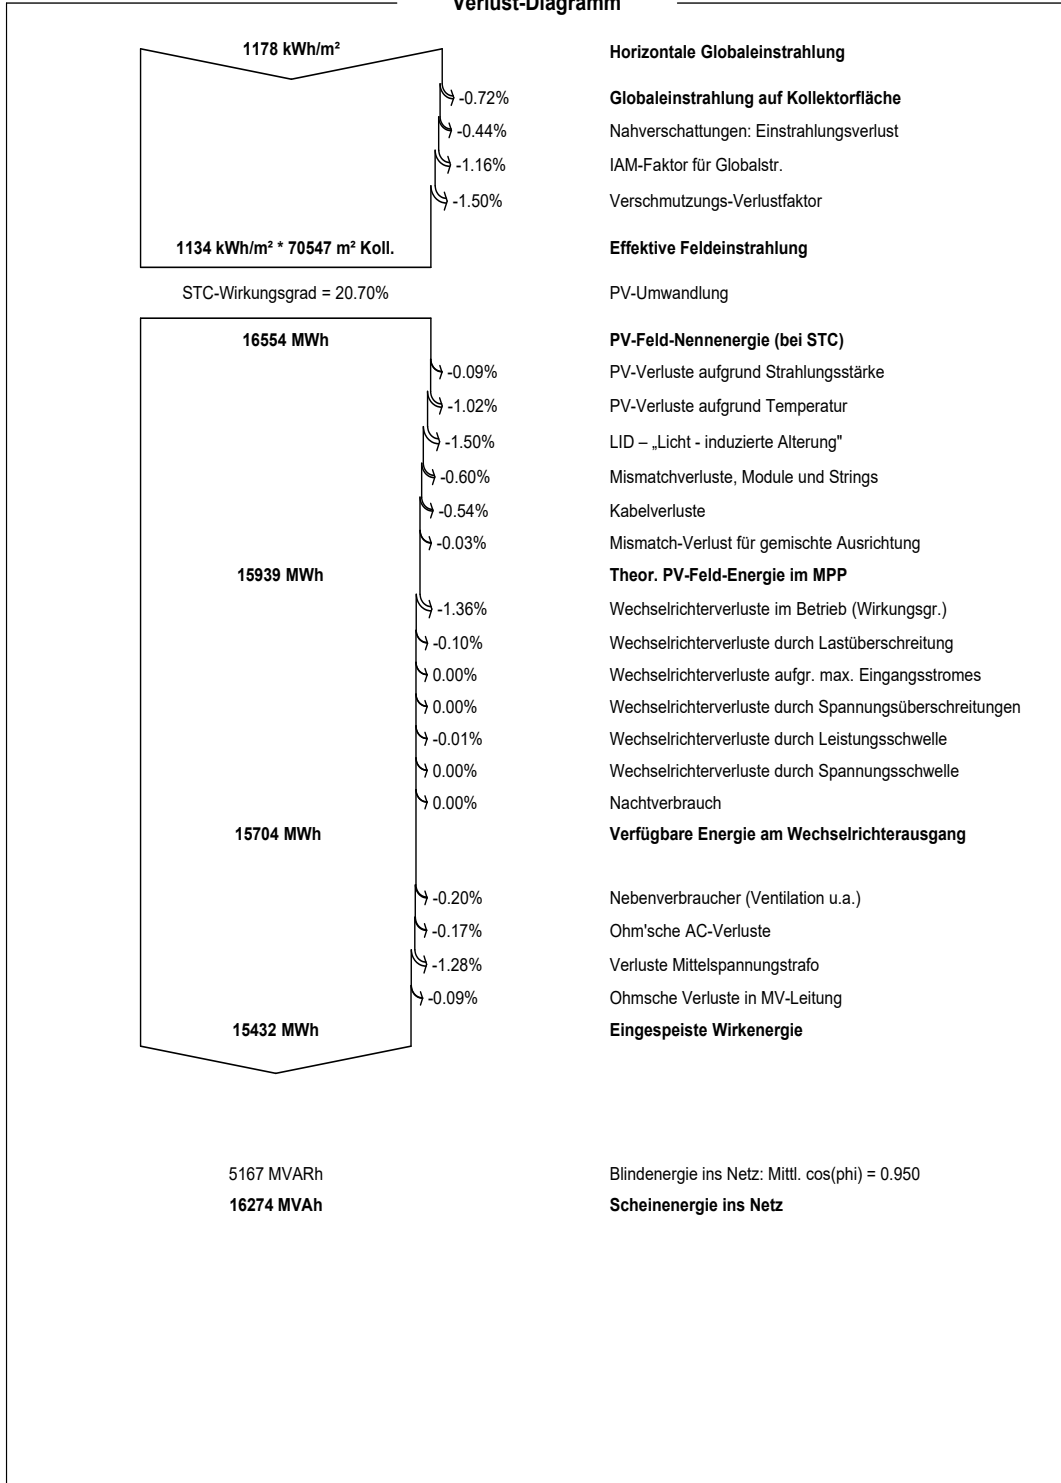 Verlust-Diagramm
1178 kWh/m² Horizontale Globaleinstrahlung
-0.72% Globaleinstrahlung auf Kollektorfläche
-0.44% Nahverschattungen: Einstrahlungsverlust
-1.16% IAM-Faktor für Globalstr.
-1.50% Verschmutzungs-Verlustfaktor
1134 kWh/m² * 70547 m² Koll. Effektive Feldeinstrahlung
STC-Wirkungsgrad = 20.70% PV-Umwandlung
16554 MWh PV-Feld-Nennenergie (bei STC)
-0.09% PV-Verluste aufgrund Strahlungsstärke
-1.02% PV-Verluste aufgrund Temperatur
-1.50% LID – „Licht - induzierte Alterung"
-0.60% Mismatchverluste, Module und Strings
-0.54% Kabelverluste
-0.03% Mismatch-Verlust für gemischte Ausrichtung
15939 MWh Theor. PV-Feld-Energie im MPP
-1.36% Wechselrichterverluste im Betrieb (Wirkungsgr.)
-0.10% Wechselrichterverluste durch Lastüberschreitung
0.00% Wechselrichterverluste aufgr. max. Eingangsstromes
0.00% Wechselrichterverluste durch Spannungsüberschreitungen
-0.01% Wechselrichterverluste durch Leistungsschwelle
0.00% Wechselrichterverluste durch Spannungsschwelle
0.00% Nachtverbrauch
15704 MWh Verfügbare Energie am Wechselrichterausgang
-0.20% Nebenverbraucher (Ventilation u.a.)
-0.17% Ohm'sche AC-Verluste
-1.28% Verluste Mittelspannungstrafo
-0.09% Ohmsche Verluste in MV-Leitung
15432 MWh Eingespeiste Wirkenergie
5167 MVARh Blindenergie ins Netz: Mittl. cos(phi) = 0.950
16274 MVAh Scheinenergie ins Netz